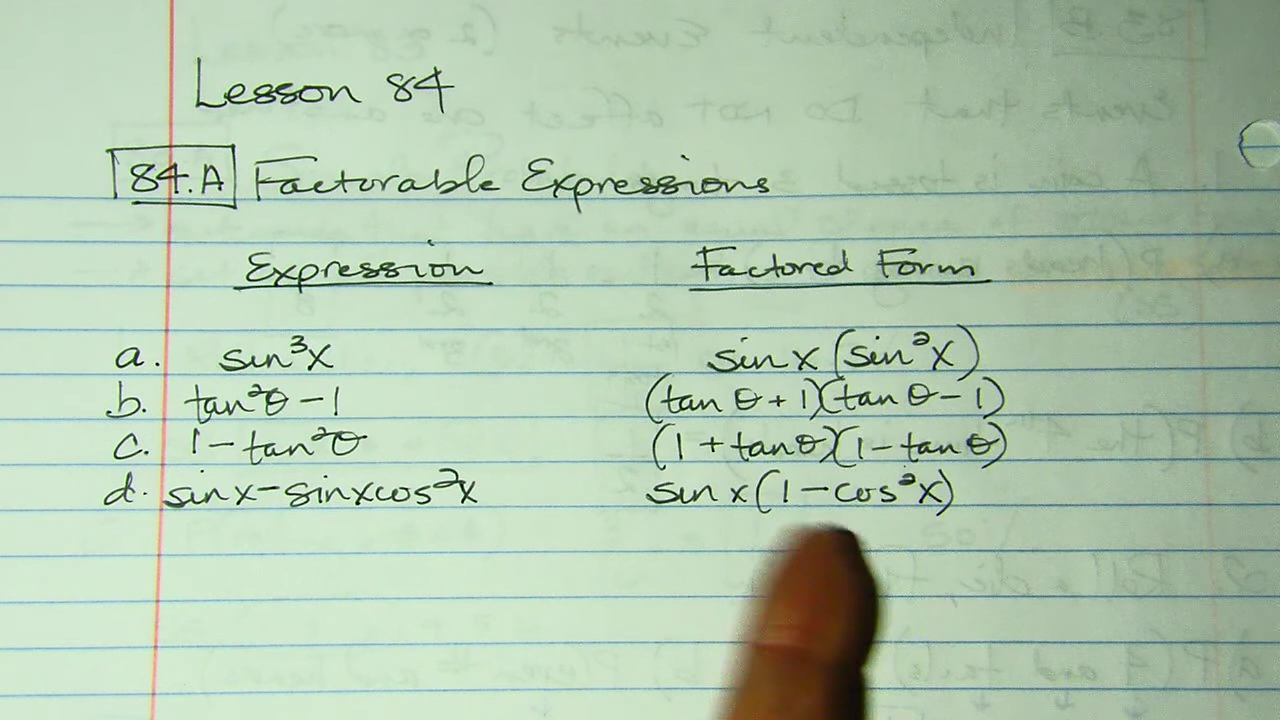 Lesson 84
84.A Factorable Expressions
Expression Factored Form
a. sin³x sin x (sin²x)
b. tan²θ - 1 (tan θ + 1)(tan θ - 1)
c. 1 - tan²θ (1 + tan θ)(1 - tan θ)
d. sin x - sin x cos²x sin x (1 - cos²x)